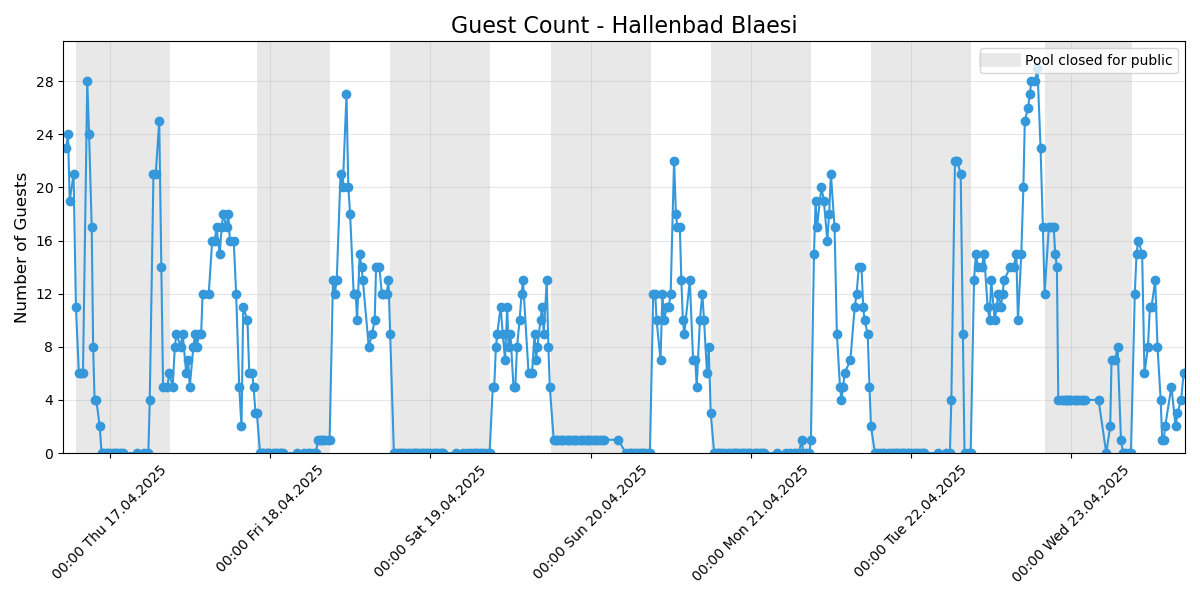 Guest Count - Hallenbad Blaesi
Pool closed for public
Number of Guests
28
24
20
16
12
8
4
0
00:00 Thu 17.04.2025
00:00 Fri 18.04.2025
00:00 Sat 19.04.2025
00:00 Sun 20.04.2025
00:00 Mon 21.04.2025
00:00 Tue 22.04.2025
00:00 Wed 23.04.2025